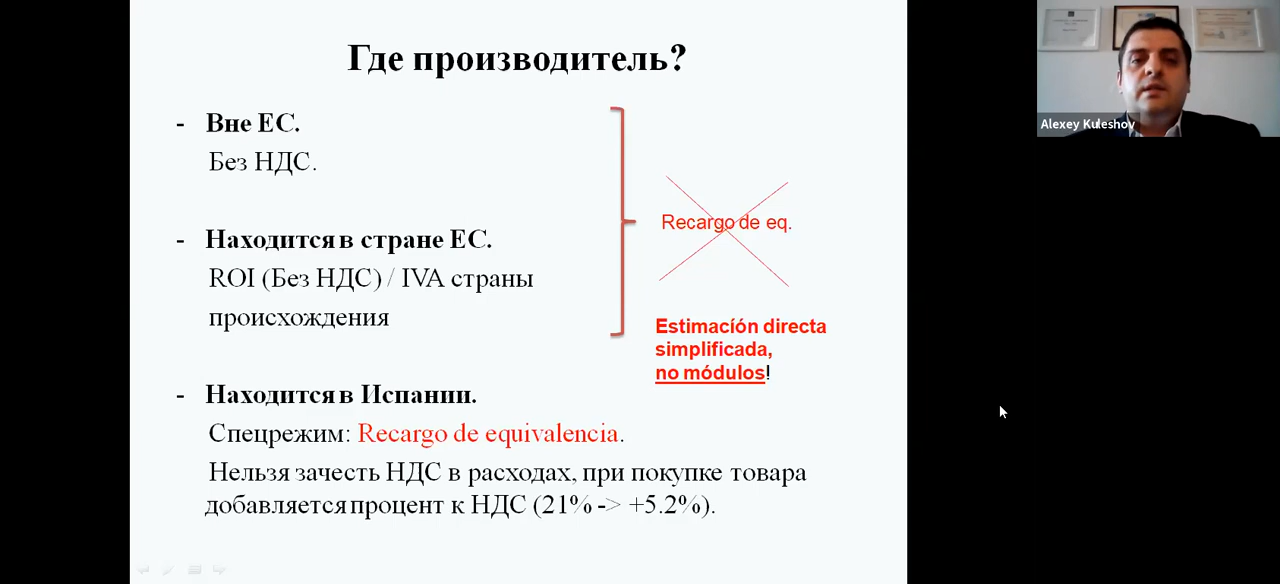 Где производитель?
- Вне ЕС.
Без НДС.
- Находится в стране ЕС.
ROI (Без НДС) / IVA страны
происхождения
Recargo de eq.
Estimacíón directa
simplificada,
no módulos!
- Находится в Испании.
Спецрежим: Recargo de equivalencia.
Нельзя зачесть НДС в расходах, при покупке товара
добавляется процент к НДС (21% -> +5.2%).
Alexey Kuleshov